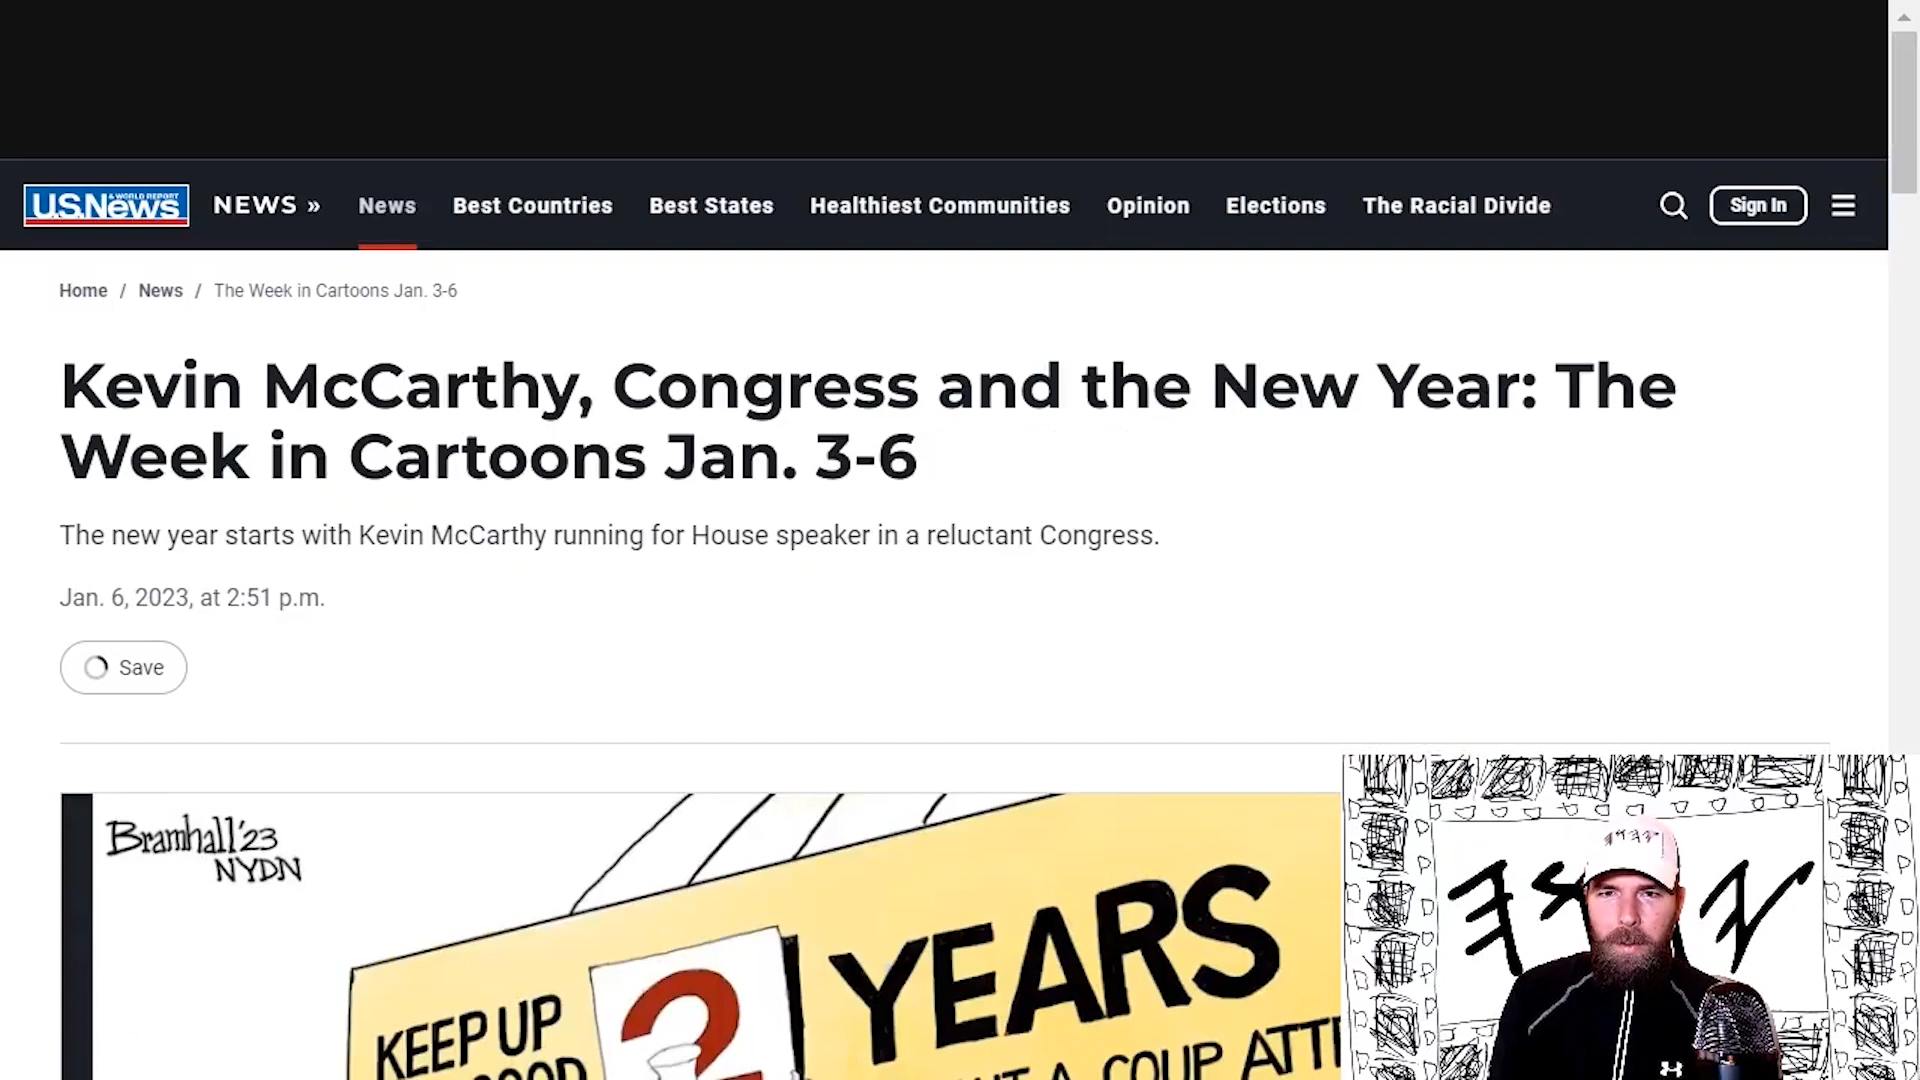 U.S.News
& WORLD REPORT
NEWS »
News
Best Countries
Best States
Healthiest Communities
Opinion
Elections
The Racial Divide
Sign In
Home / News / The Week in Cartoons Jan. 3-6
Kevin McCarthy, Congress and the New Year: The
Week in Cartoons Jan. 3-6
The new year starts with Kevin McCarthy running for House speaker in a reluctant Congress.
Jan. 6, 2023, at 2:51 p.m.
Save
Bramhall '23
NYDN
KEEP UP
2 YEARS
A COUP